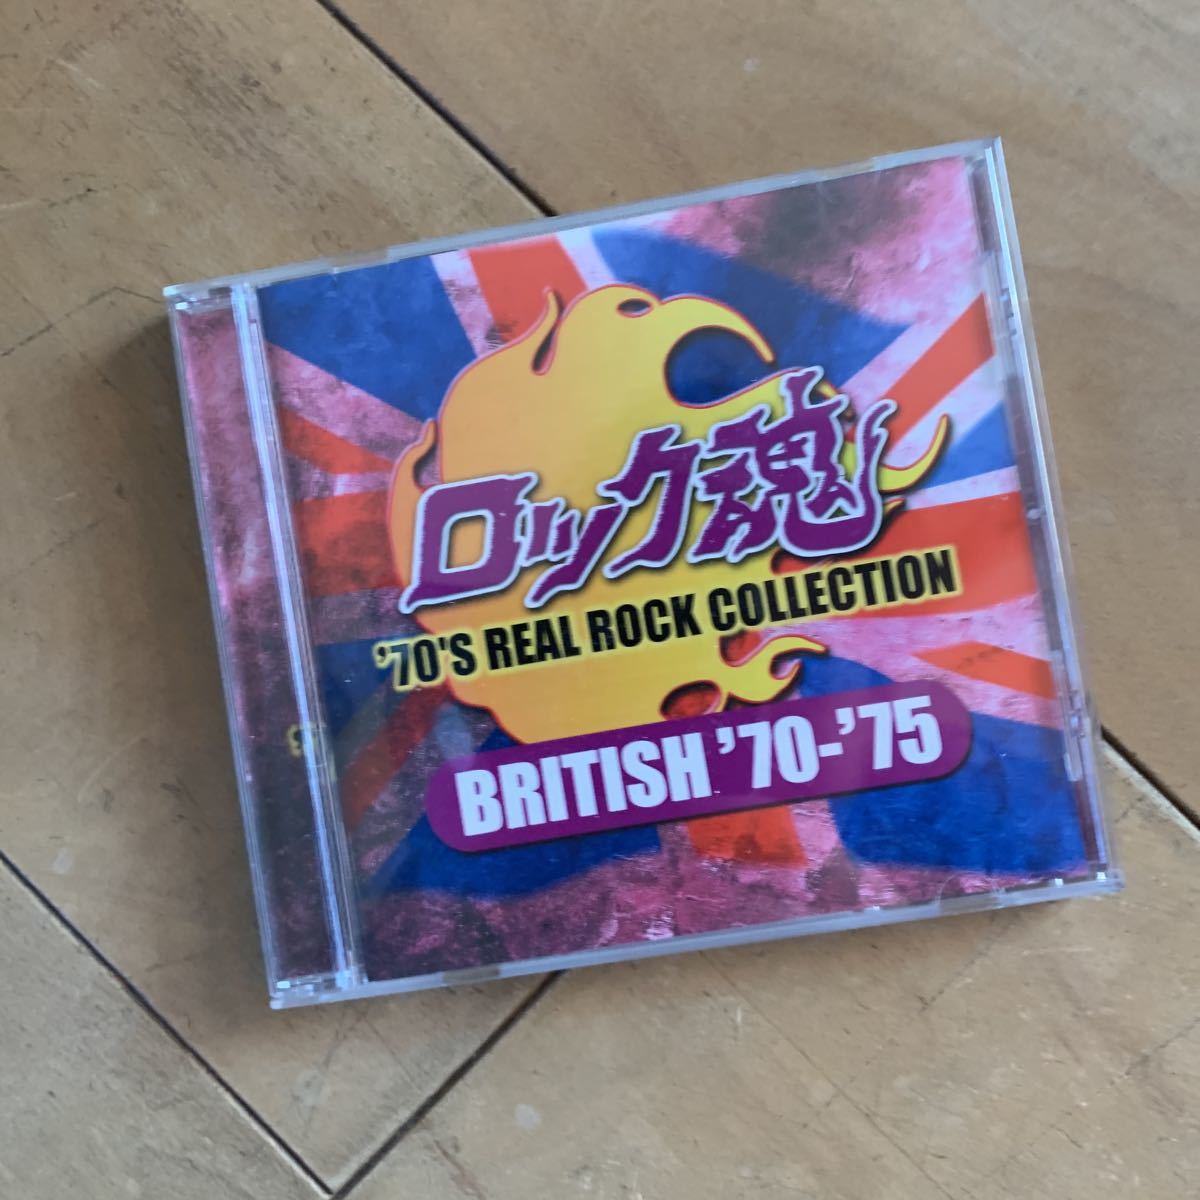 ロック魂
'70'S REAL ROCK COLLECTION
BRITISH '70-'75